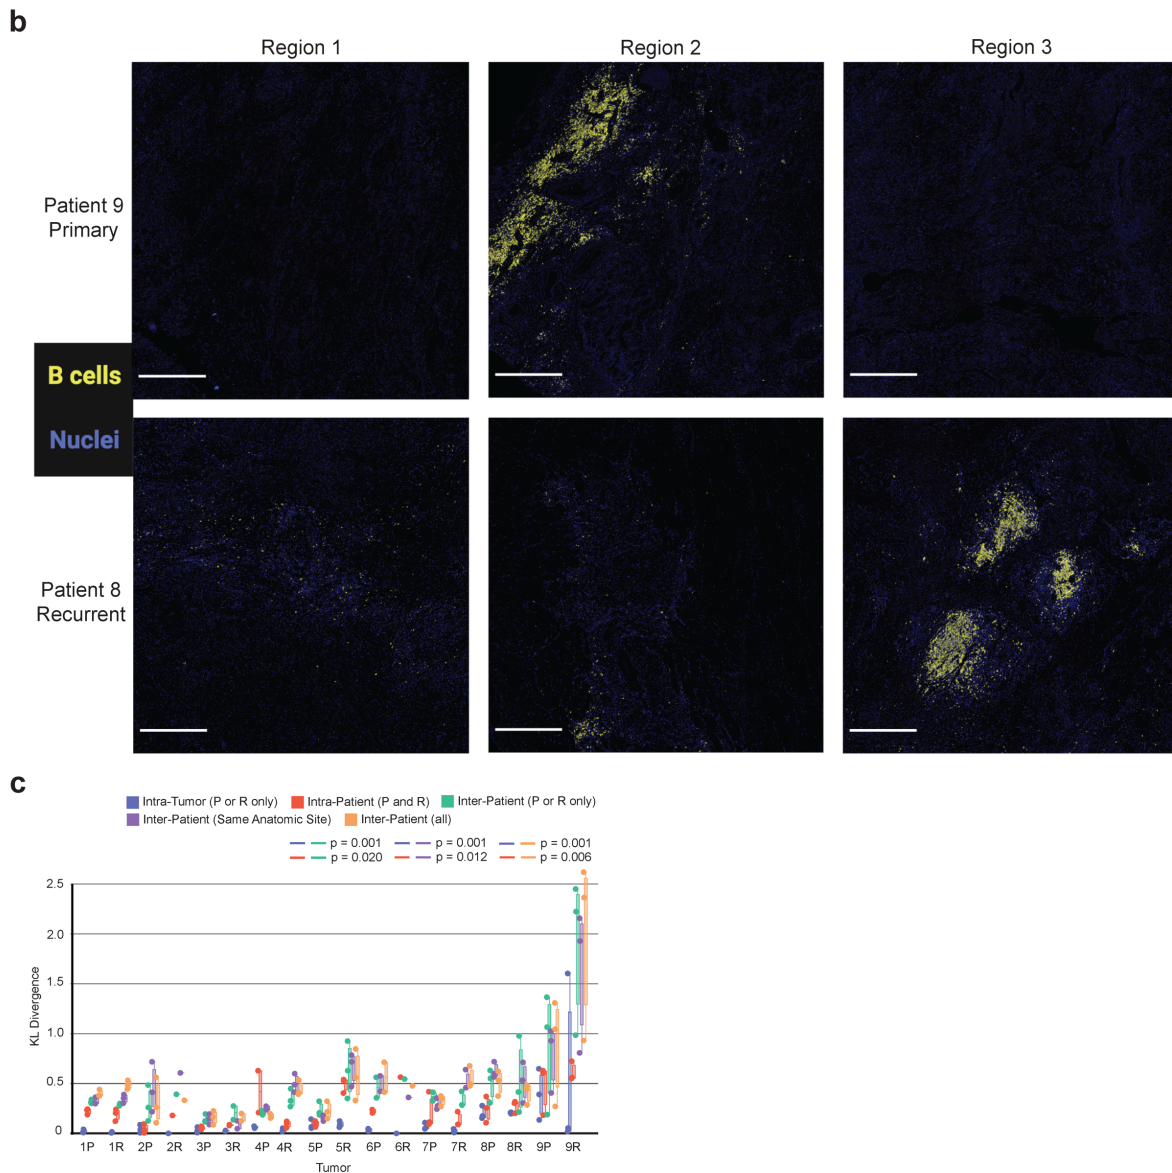 b
Region 1
Region 2
Region 3
Patient 9
Primary
B cells
Nuclei
Patient 8
Recurrent
c
Intra-Tumor (P or R only)
Intra-Patient (P and R)
Inter-Patient (P or R only)
Inter-Patient (Same Anatomic Site)
Inter-Patient (all)
p = 0.001
p = 0.001
p = 0.001
p = 0.020
p = 0.012
p = 0.006
KL Divergence
2.5
2.0
1.5
1.0
0.5
0
1P 1R 2P 2R 3P 3R 4P 4R 5P 5R 6P 6R 7P 7R 8P 8R 9P 9R
Tumor